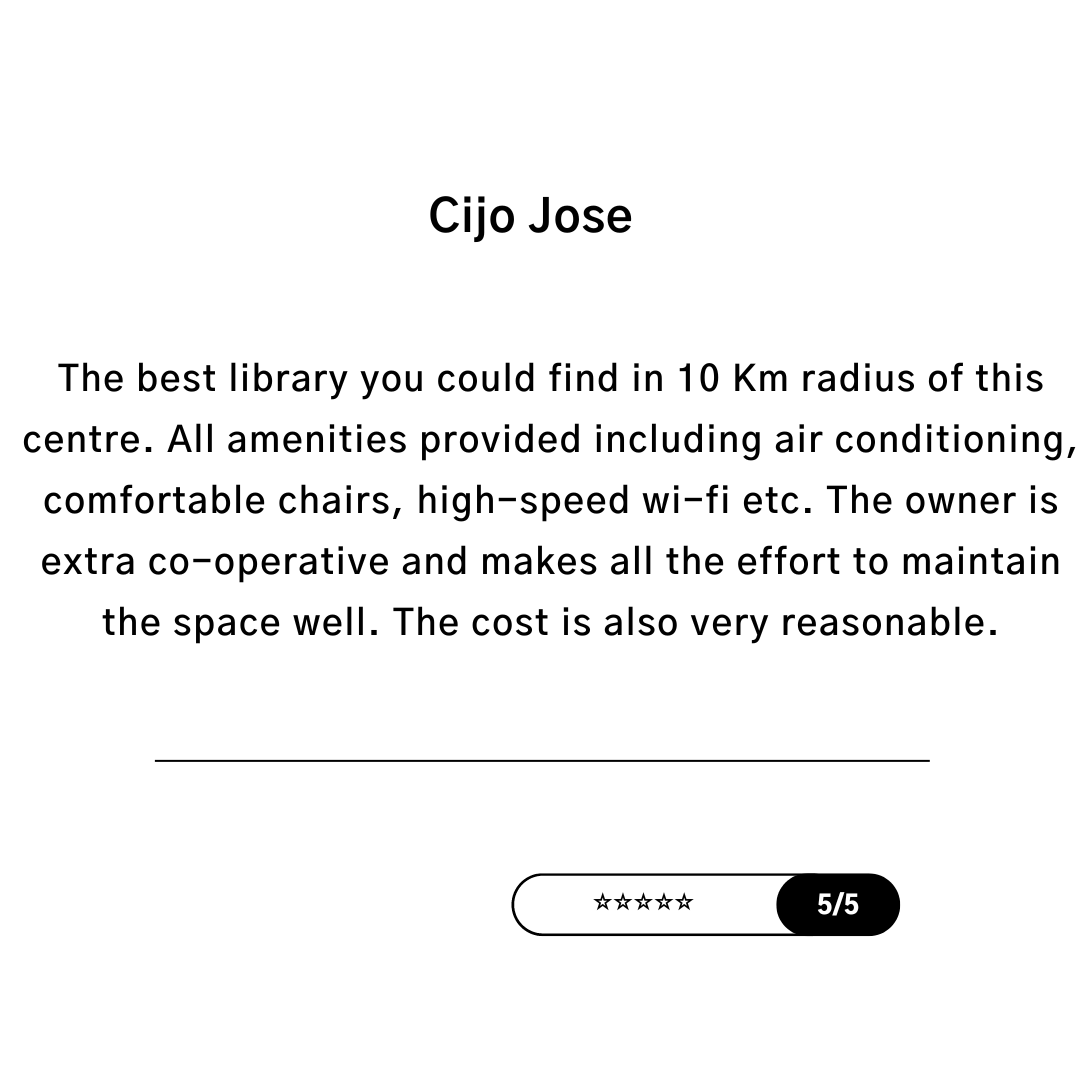 Cijo Jose
The best library you could find in 10 Km radius of this
centre. All amenities provided including air conditioning,
comfortable chairs, high-speed wi-fi etc. The owner is
extra co-operative and makes all the effort to maintain
the space well. The cost is also very reasonable.
☆☆☆☆☆ 5/5